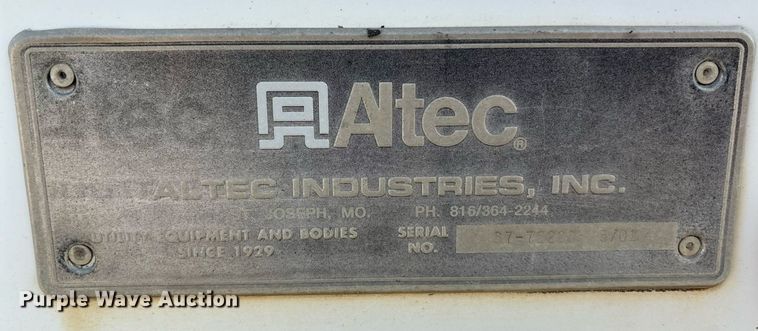 Altec®
ALTEC INDUSTRIES, INC.
JOSEPH, MO. PH. 816/364-2244
UTILITY EQUIPMENT AND BODIES SERIAL
SINCE 1929 NO.
Purple Wave Auction